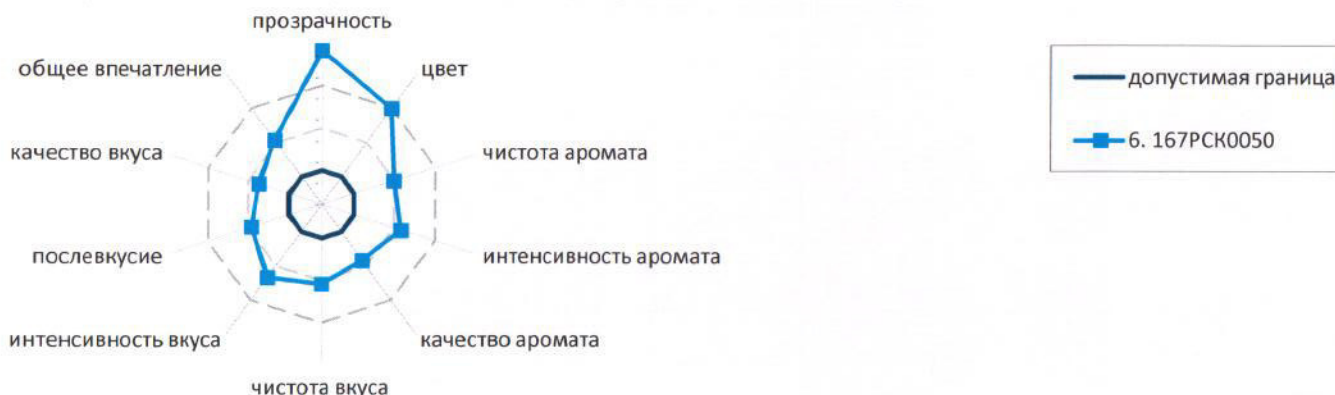 прозрачность
общее впечатление
цвет
качество вкуса
чистота аромата
послевкусие
интенсивность аромата
интенсивность вкуса
качество аромата
чистота вкуса
допустимая граница
6. 167РСК0050